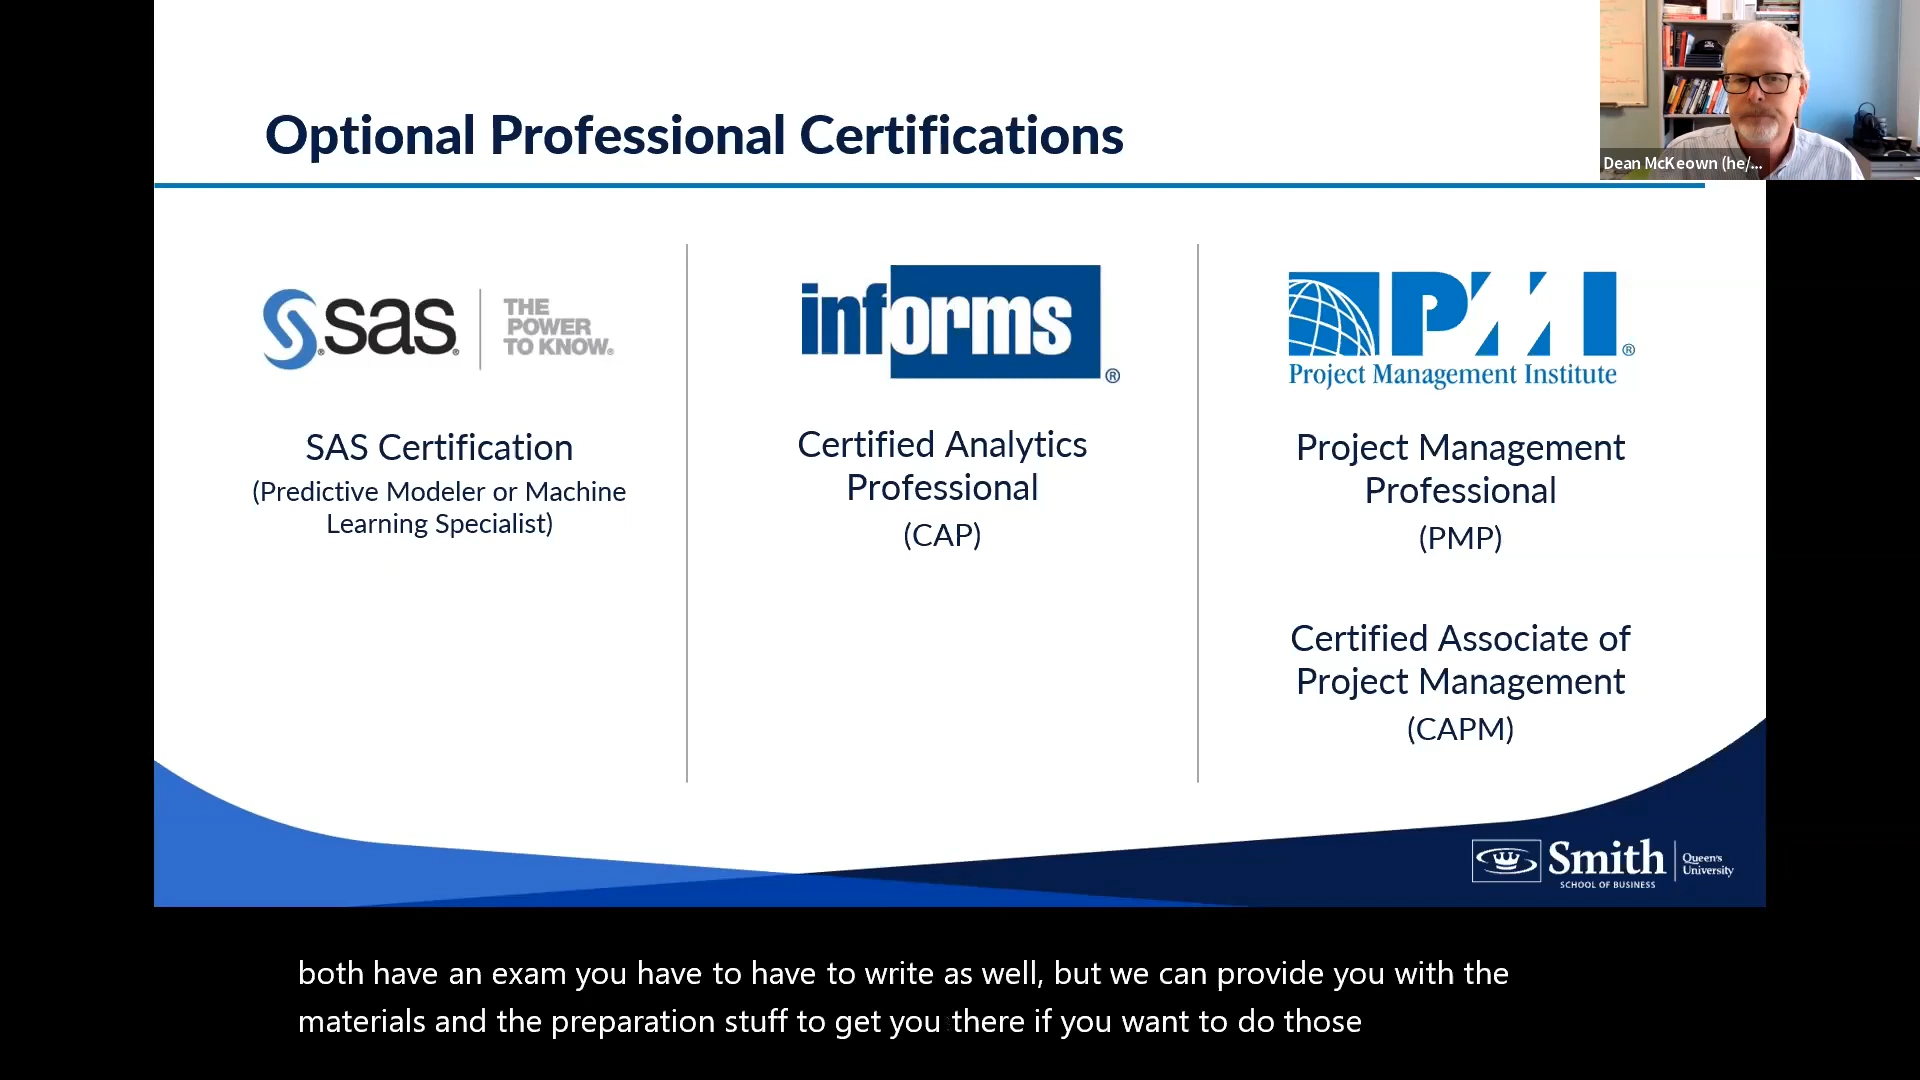 Optional Professional Certifications
Dean McKeown (he/...
sas
THE
POWER
TO KNOW®
SAS Certification
(Predictive Modeler or Machine
Learning Specialist)
informs®
Certified Analytics
Professional
(CAP)
PMI®
Project Management Institute
Project Management
Professional
(PMP)
Certified Associate of
Project Management
(CAPM)
Smith
SCHOOL OF BUSINESS
Queen's
University
both have an exam you have to have to write as well, but we can provide you with the
materials and the preparation stuff to get you there if you want to do those